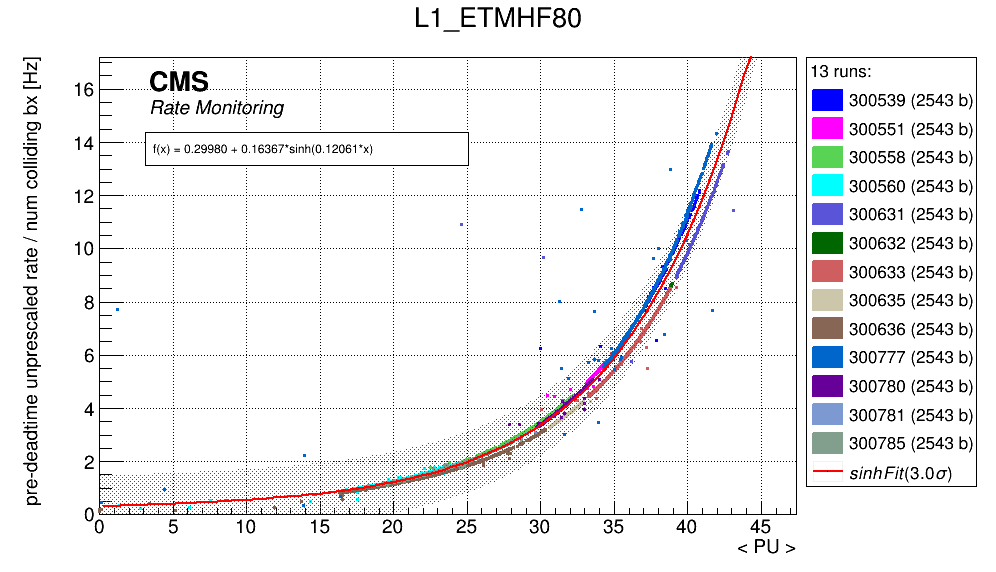 L1_ETMHF80
pre-deadtime unprescaled rate / num colliding bx [Hz]
CMS
Rate Monitoring
f(x) = 0.29980 + 0.16367*sinh(0.12061*x)
16
14
12
10
8
6
4
2
0
0 5 10 15 20 25 30 35 40 45
< PU >
13 runs:
300539 (2543 b)
300551 (2543 b)
300558 (2543 b)
300560 (2543 b)
300631 (2543 b)
300632 (2543 b)
300633 (2543 b)
300635 (2543 b)
300636 (2543 b)
300777 (2543 b)
300780 (2543 b)
300781 (2543 b)
300785 (2543 b)
sinhFit(3.0σ)